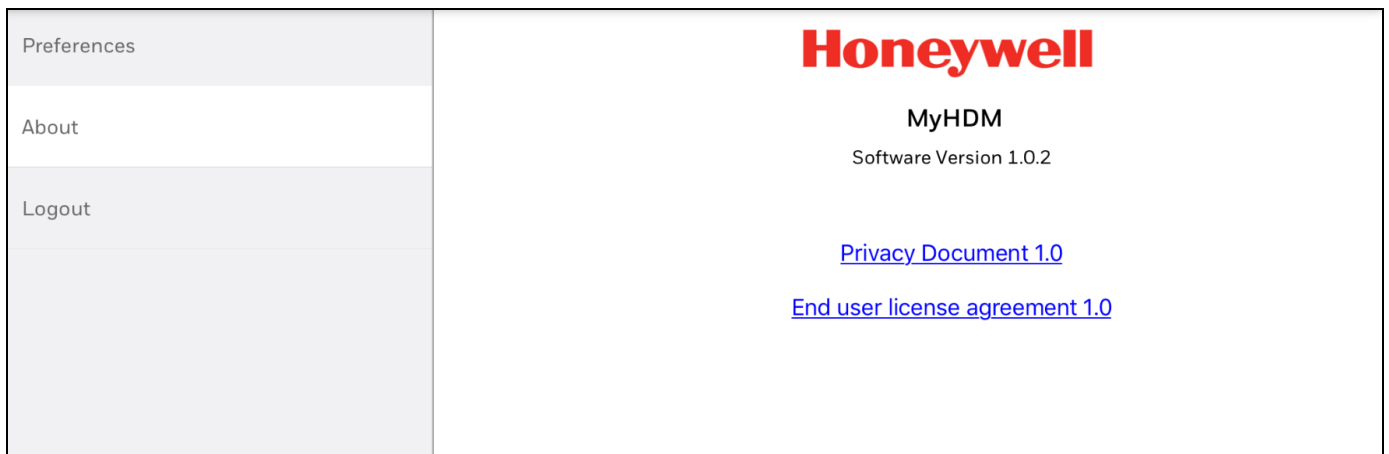 Preferences
About
Logout
Honeywell
MyHDM
Software Version 1.0.2
Privacy Document 1.0
End user license agreement 1.0